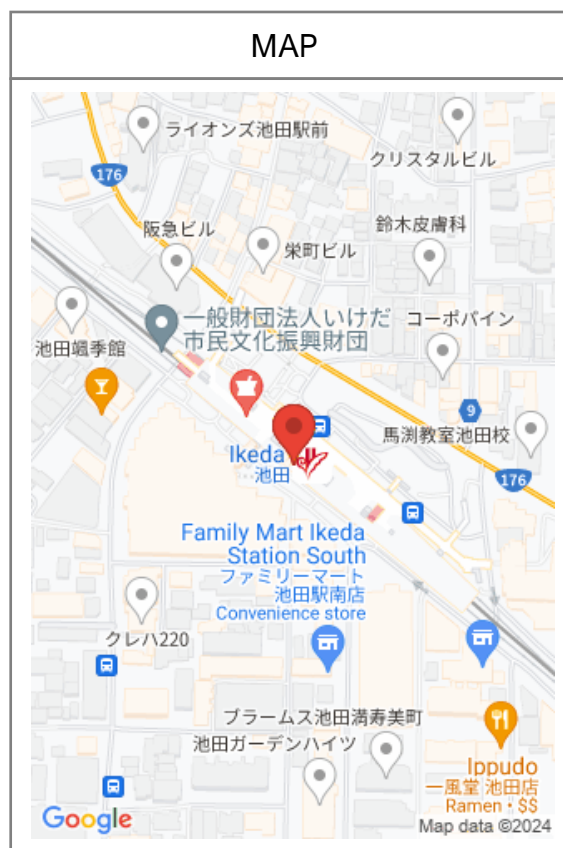 MAP
ライオンズ池田駅前
クリスタルビル
176
鈴木皮膚科
阪急ビル
栄町ビル
一般財団法人いけだ
市民文化振興財団
コーポパイン
池田颯季館
9
馬渕教室池田校
Ikeda
池田
176
Family Mart Ikeda
Station South
ファミリーマート
池田駅南店
Convenience store
クレハ220
ブラームス池田満寿美町
池田ガーデンハイツ
Ippudo
一風堂 池田店
Ramen・$$
Google
Map data ©2024